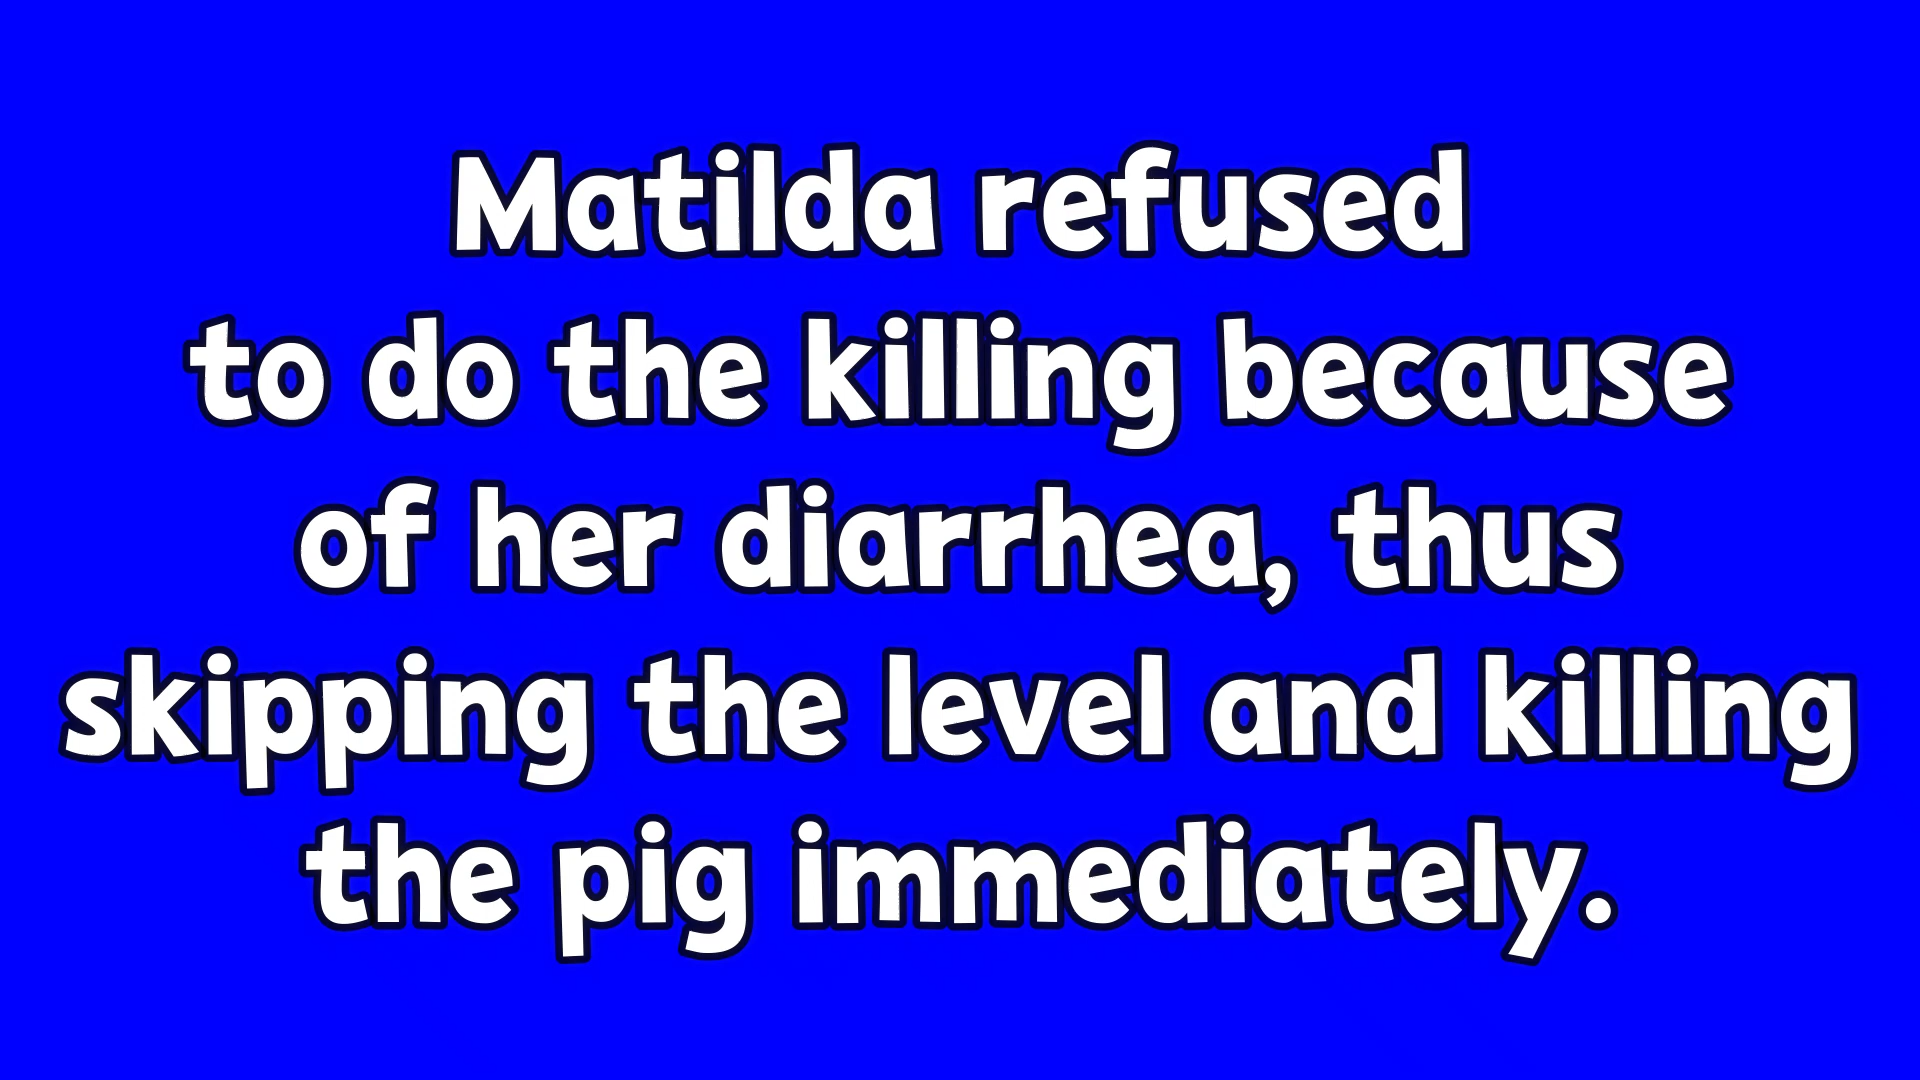 Matilda refused
to do the killing because
of her diarrhea, thus
skipping the level and killing
the pig immediately.